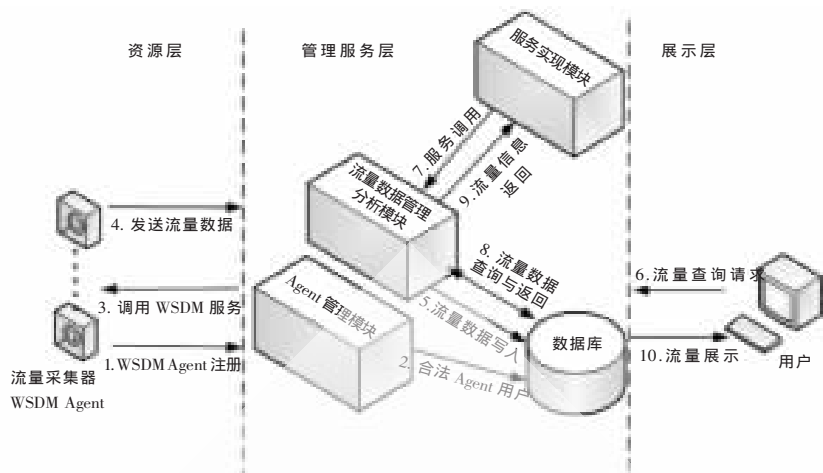 资源层
管理服务层
展示层
服务实现模块
7.服务调用
9.流量信息
返回
流量数据管理
分析模块
4. 发送流量数据
8. 流量数据
查询与返回
6.流量查询请求
3. 调用 WSDM 服务
Agent 管理模块
5.流量数据写入
数据库
1.WSDM Agent 注册
2. 合法 Agent 用户
10.流量展示
用户
流量采集器
WSDM Agent